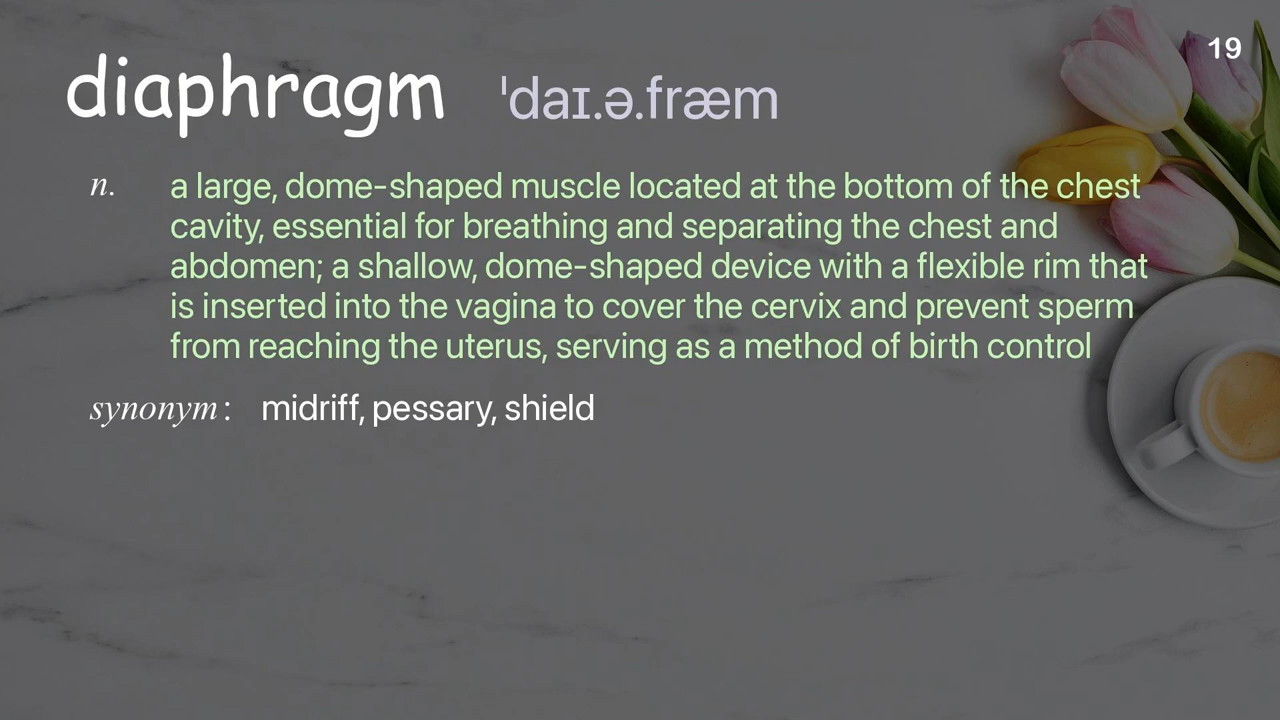 19
diaphragm ˈdaɪ.ə.fræm
n. a large, dome-shaped muscle located at the bottom of the chest
cavity, essential for breathing and separating the chest and
abdomen; a shallow, dome-shaped device with a flexible rim that
is inserted into the vagina to cover the cervix and prevent sperm
from reaching the uterus, serving as a method of birth control
synonym: midriff, pessary, shield